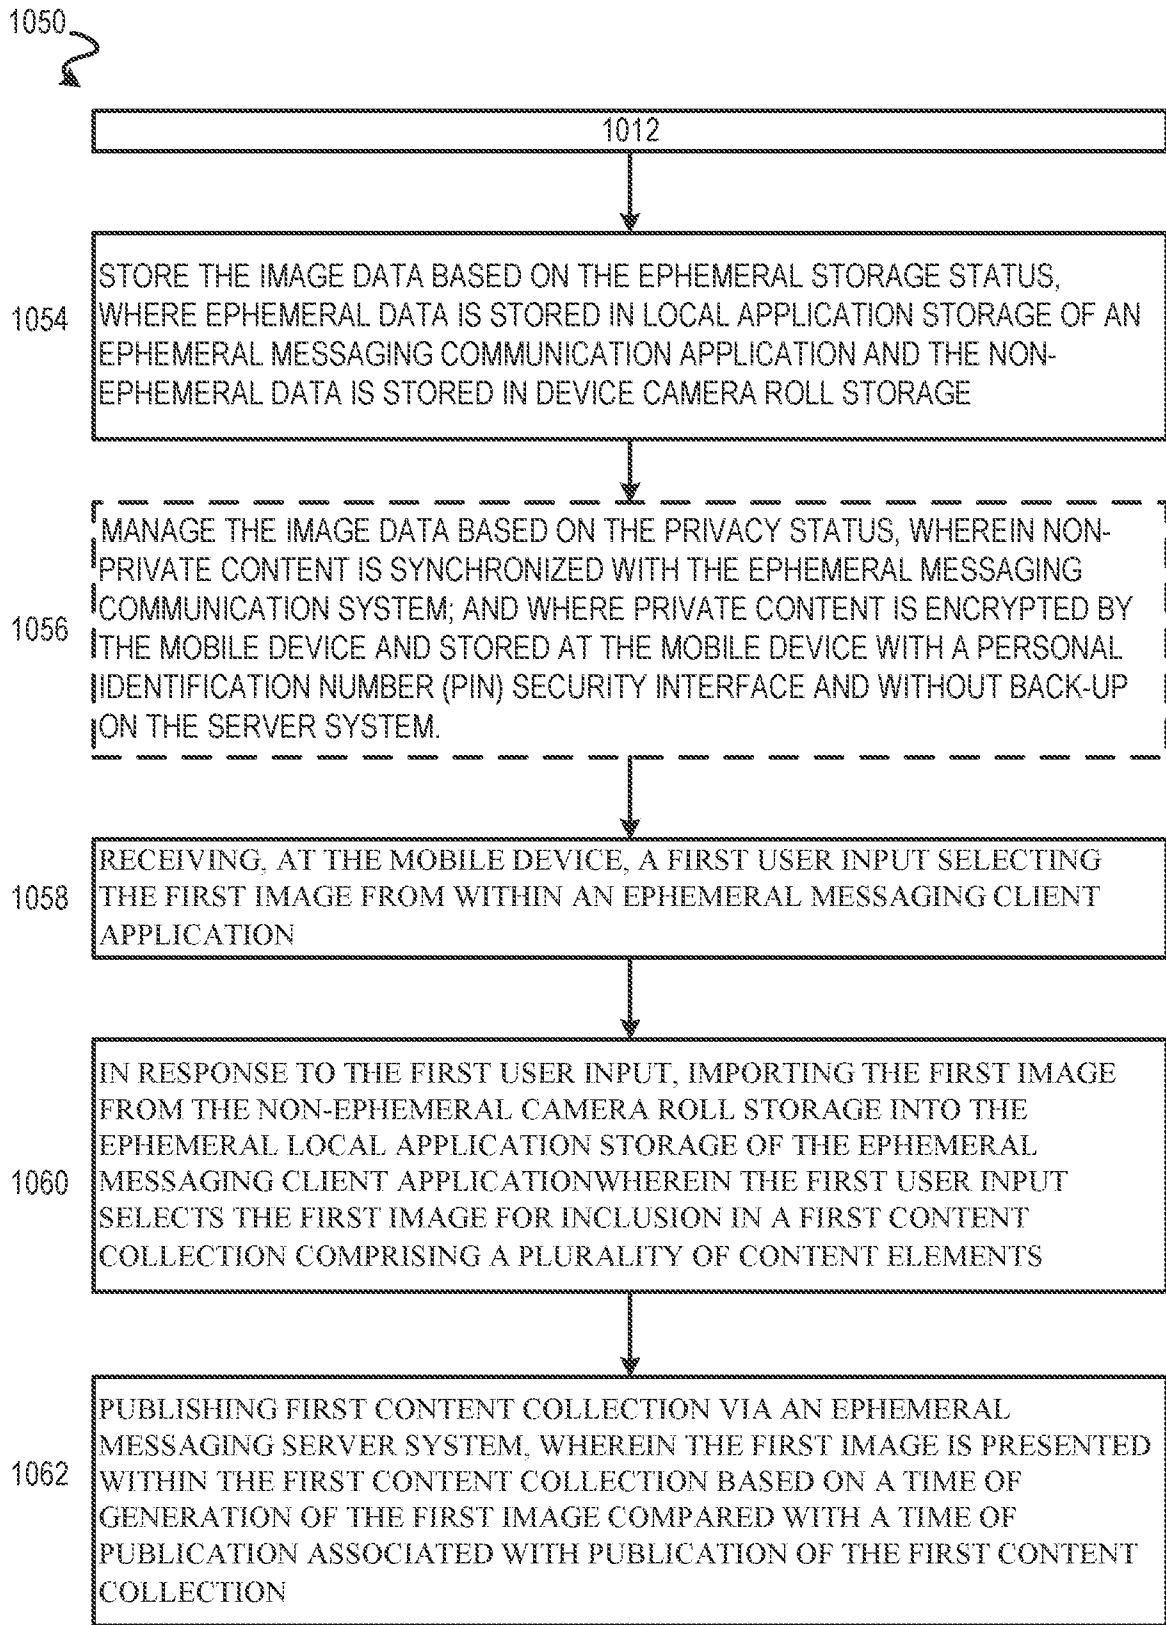 1050
1012
1054
STORE THE IMAGE DATA BASED ON THE EPHEMERAL STORAGE STATUS,
WHERE EPHEMERAL DATA IS STORED IN LOCAL APPLICATION STORAGE OF AN
EPHEMERAL MESSAGING COMMUNICATION APPLICATION AND THE NON-
EPHEMERAL DATA IS STORED IN DEVICE CAMERA ROLL STORAGE
1056
MANAGE THE IMAGE DATA BASED ON THE PRIVACY STATUS, WHEREIN NON-
PRIVATE CONTENT IS SYNCHRONIZED WITH THE EPHEMERAL MESSAGING
COMMUNICATION SYSTEM; AND WHERE PRIVATE CONTENT IS ENCRYPTED BY
THE MOBILE DEVICE AND STORED AT THE MOBILE DEVICE WITH A PERSONAL
IDENTIFICATION NUMBER (PIN) SECURITY INTERFACE AND WITHOUT BACK-UP
ON THE SERVER SYSTEM.
1058
RECEIVING, AT THE MOBILE DEVICE, A FIRST USER INPUT SELECTING
THE FIRST IMAGE FROM WITHIN AN EPHEMERAL MESSAGING CLIENT
APPLICATION
1060
IN RESPONSE TO THE FIRST USER INPUT, IMPORTING THE FIRST IMAGE
FROM THE NON-EPHEMERAL CAMERA ROLL STORAGE INTO THE
EPHEMERAL LOCAL APPLICATION STORAGE OF THE EPHEMERAL
MESSAGING CLIENT APPLICATIONWHEREIN THE FIRST USER INPUT
SELECTS THE FIRST IMAGE FOR INCLUSION IN A FIRST CONTENT
COLLECTION COMPRISING A PLURALITY OF CONTENT ELEMENTS
1062
PUBLISHING FIRST CONTENT COLLECTION VIA AN EPHEMERAL
MESSAGING SERVER SYSTEM, WHEREIN THE FIRST IMAGE IS PRESENTED
WITHIN THE FIRST CONTENT COLLECTION BASED ON A TIME OF
GENERATION OF THE FIRST IMAGE COMPARED WITH A TIME OF
PUBLICATION ASSOCIATED WITH PUBLICATION OF THE FIRST CONTENT
COLLECTION